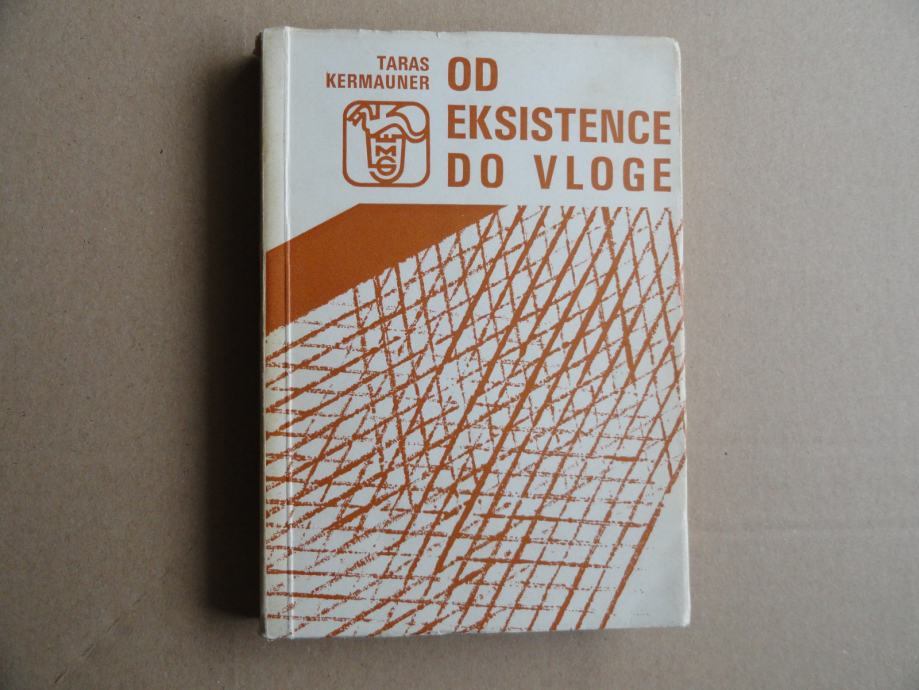 TARAS
KERMAUNER
OD
EKSISTENCE
DO VLOGE